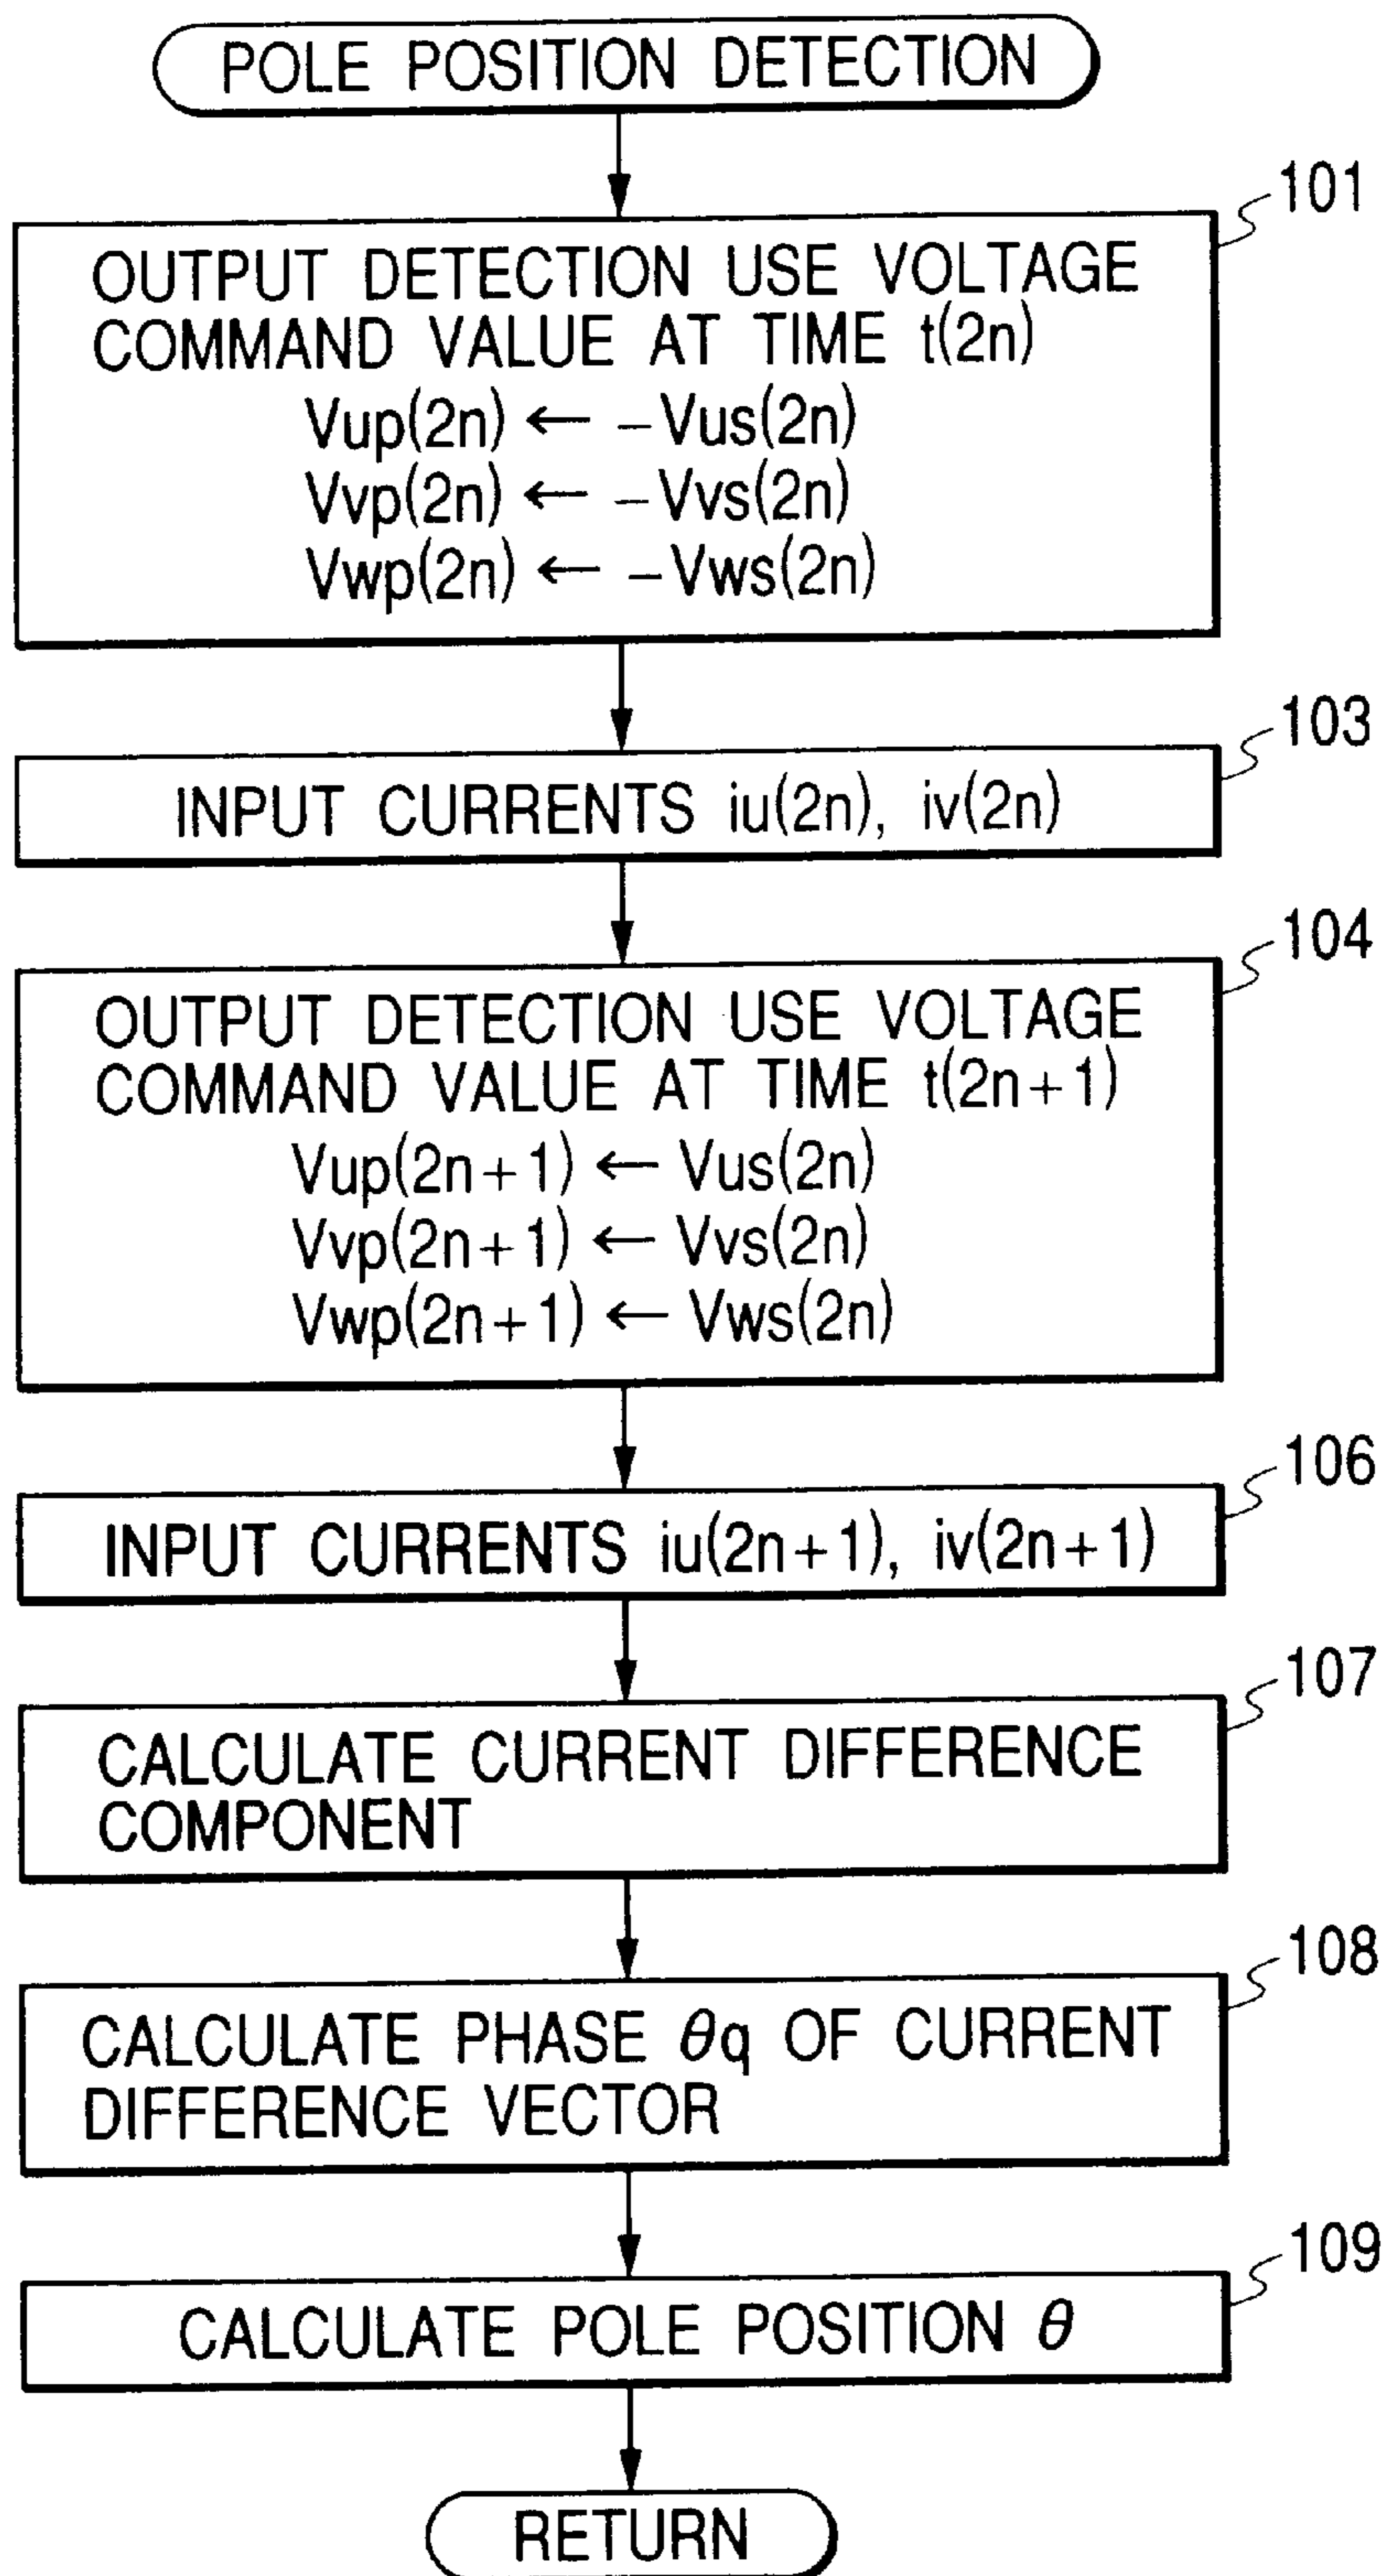 POLE POSITION DETECTION
101
OUTPUT DETECTION USE VOLTAGE
COMMAND VALUE AT TIME t(2n)
Vup(2n) ← −Vus(2n)
Vvp(2n) ← −Vvs(2n)
Vwp(2n) ← −Vws(2n)
103
INPUT CURRENTS iu(2n), iv(2n)
104
OUTPUT DETECTION USE VOLTAGE
COMMAND VALUE AT TIME t(2n+1)
Vup(2n+1) ← Vus(2n)
Vvp(2n+1) ← Vvs(2n)
Vwp(2n+1) ← Vws(2n)
106
INPUT CURRENTS iu(2n+1), iv(2n+1)
107
CALCULATE CURRENT DIFFERENCE
COMPONENT
108
CALCULATE PHASE θq OF CURRENT
DIFFERENCE VECTOR
109
CALCULATE POLE POSITION θ
RETURN